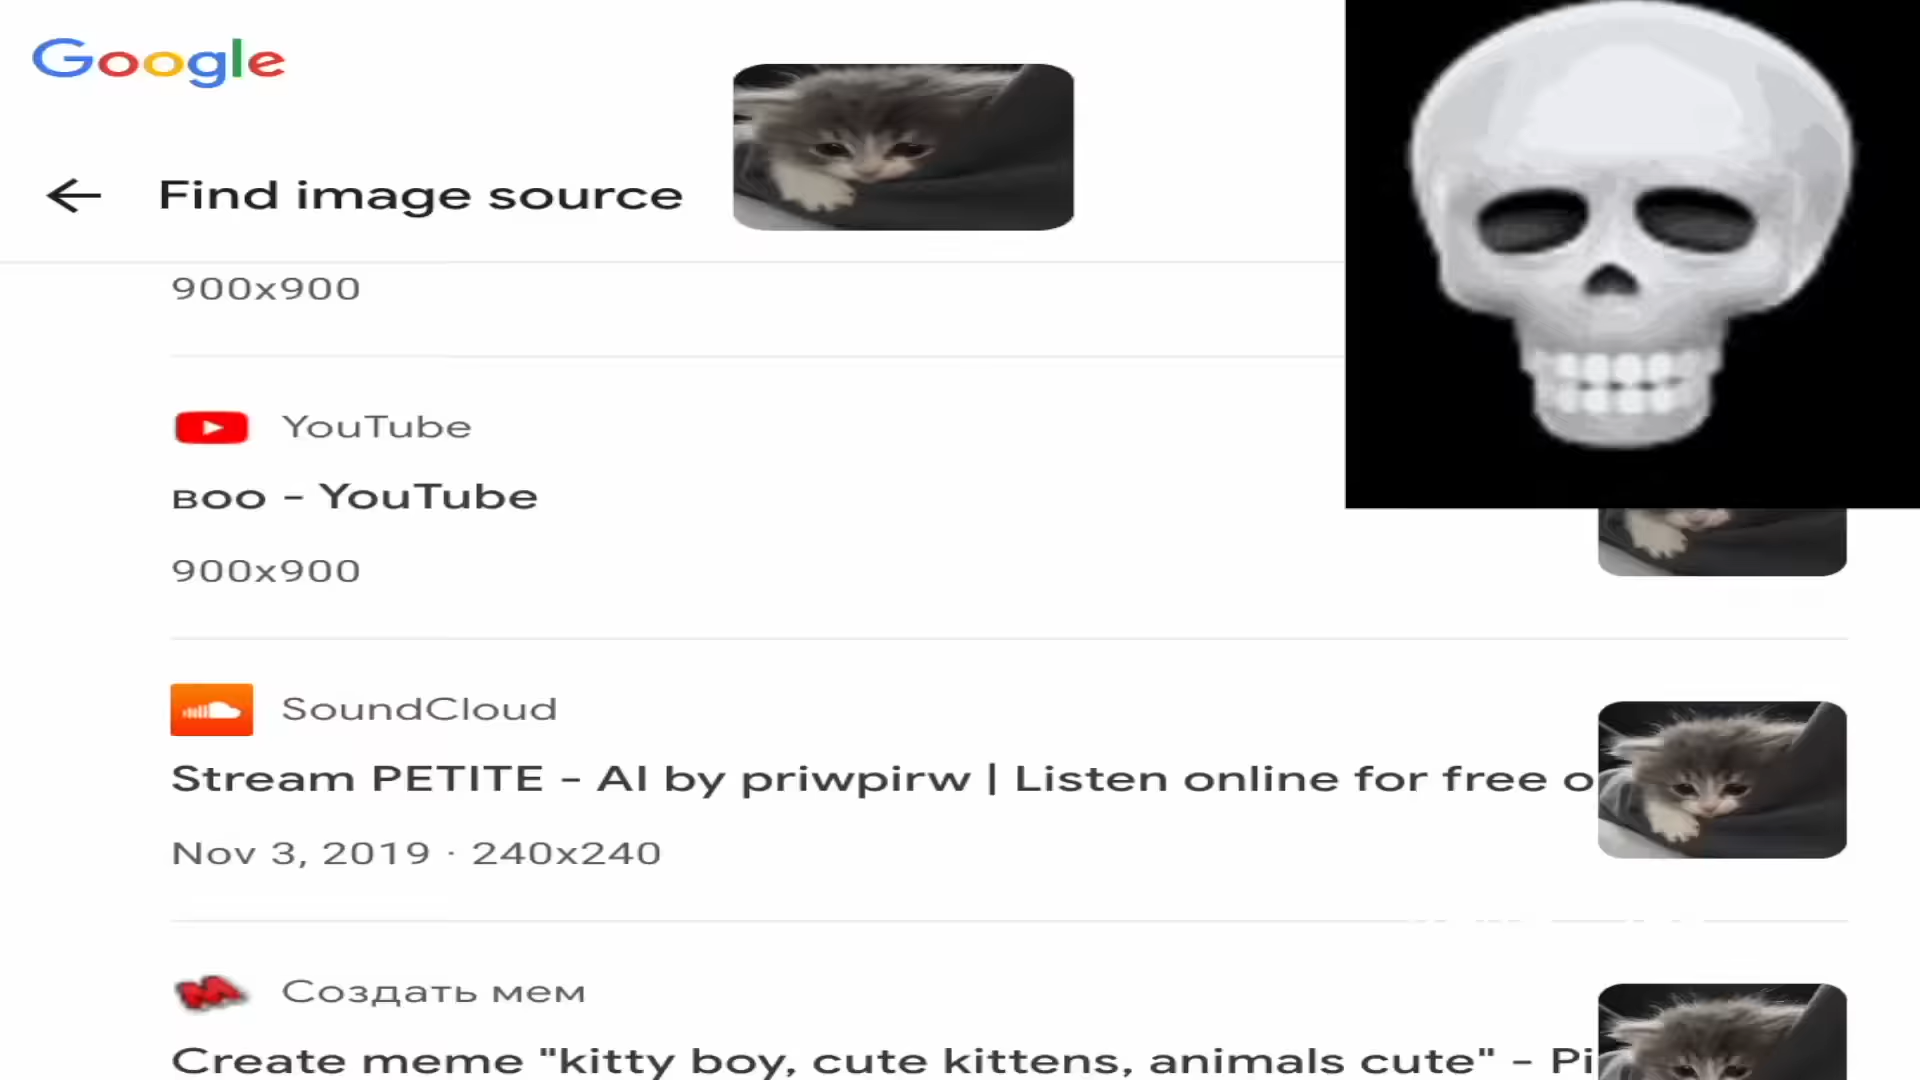 Google
Find image source
900x900
YouTube
воо - YouTube
900x900
SoundCloud
Stream PETITE - AI by priwpirw | Listen online for free o
Nov 3, 2019 · 240x240
Создать мем
Create meme "kitty boy, cute kittens, animals cute" - Pi